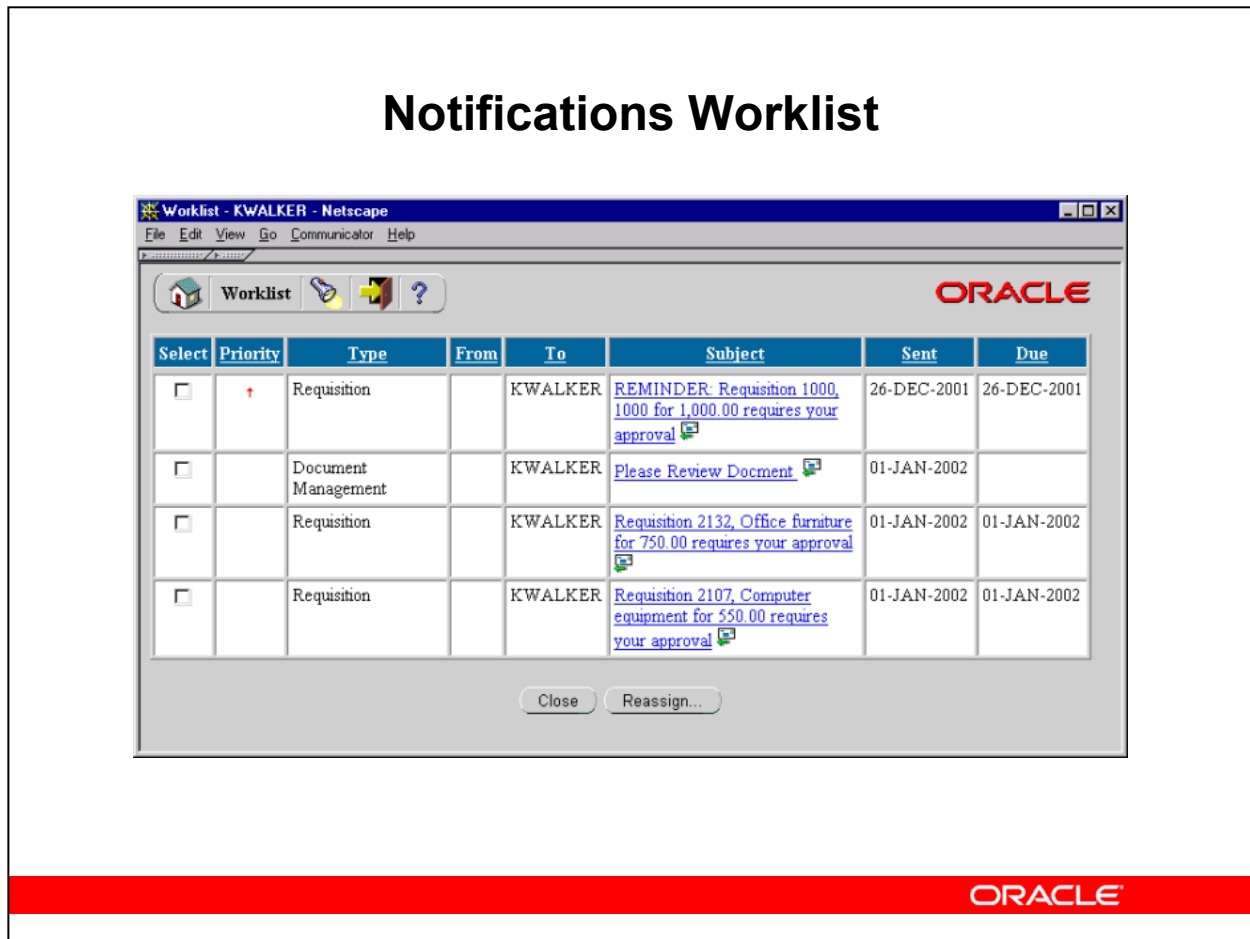 Notifications Worklist
Worklist - KWALKER - Netscape
File Edit View Go Communicator Help
Worklist ?
ORACLE
Select Priority Type From To Subject Sent Due
Requisition KWALKER REMINDER: Requisition 1000, 26-DEC-2001 26-DEC-2001
1000 for 1,000.00 requires your
approval
Document KWALKER Please Review Docment 01-JAN-2002
Management
Requisition KWALKER Requisition 2132, Office furniture 01-JAN-2002 01-JAN-2002
for 750.00 requires your approval
Requisition KWALKER Requisition 2107, Computer 01-JAN-2002 01-JAN-2002
equipment for 550.00 requires
your approval
Close Reassign...
ORACLE